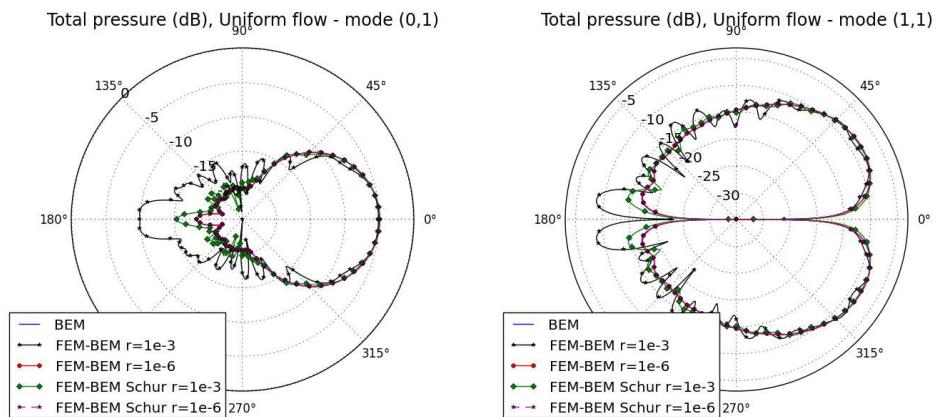 Total pressure (dB), Uniform flow - mode (0,1)
90°
135°
45°
0
-5
-10
-15
180°
0°
315°
270°
BEM
FEM-BEM r=1e-3
FEM-BEM r=1e-6
FEM-BEM Schur r=1e-3
FEM-BEM Schur r=1e-6
Total pressure (dB), Uniform flow - mode (1,1)
90°
135°
45°
-5
-10
-15
-20
-25
-30
180°
0°
315°
270°
BEM
FEM-BEM r=1e-3
FEM-BEM r=1e-6
FEM-BEM Schur r=1e-3
FEM-BEM Schur r=1e-6